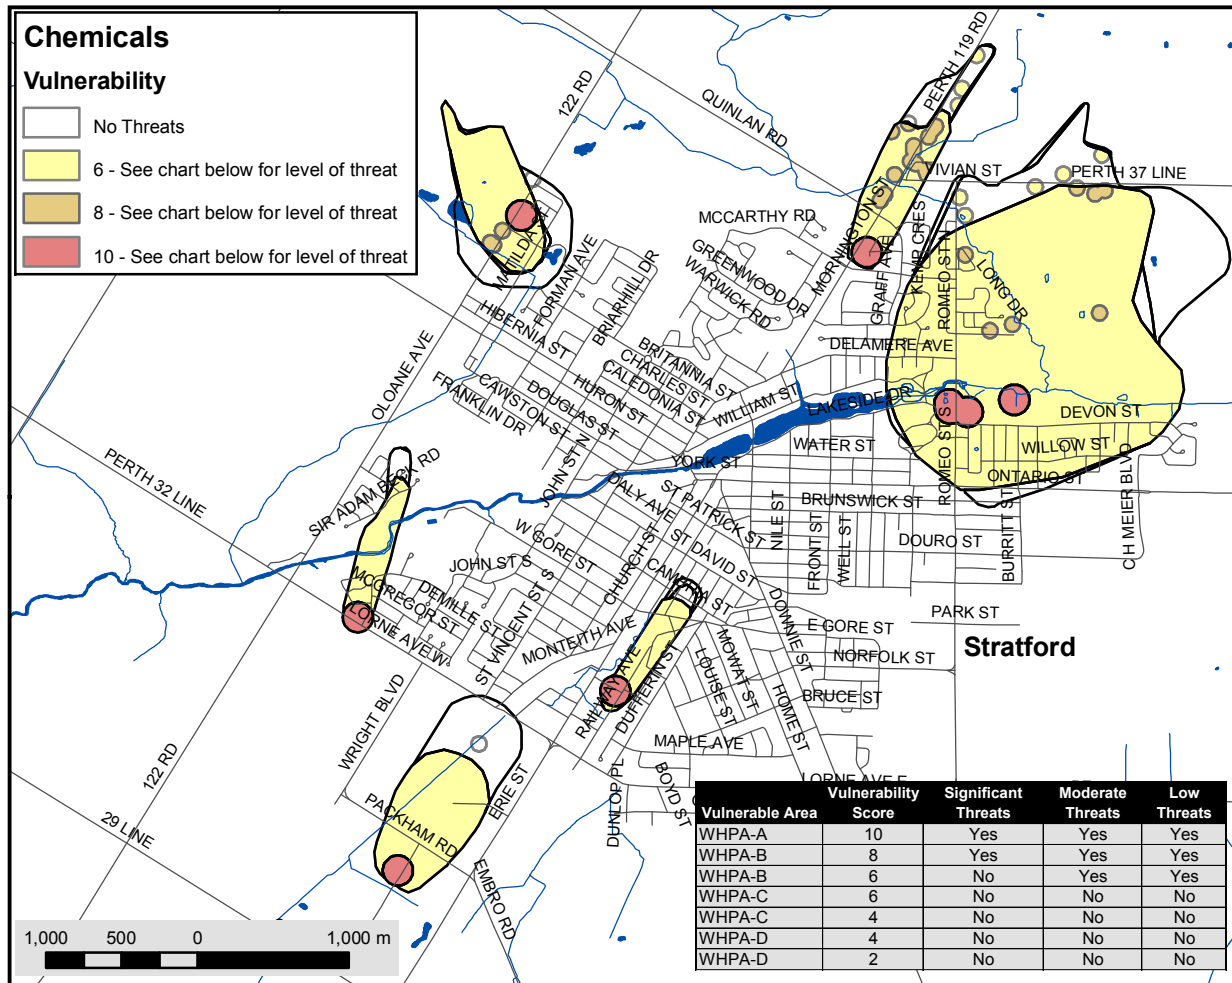 Chemicals
Vulnerability
No Threats
6 - See chart below for level of threat
8 - See chart below for level of threat
10 - See chart below for level of threat
122 RD
QUINLAN RD
PERTH 119 RD
VIVIAN ST
PERTH 37 LINE
MORNINGTON ST
MCCARTHY RD
GREENWOOD DR
WARWICK RD
GRAFF AVE
KEMP CRES
ROMEO ST N
LONG DR
MATILDA ST
FORMAN AVE
BRIARHILL DR
HIBERNIA ST
DELAMERE AVE
BRITANNIA ST
CHARLES ST
CALEDONIA ST
OLOANE AVE
HURON ST
DOUGLAS ST
CAWSTON ST
FRANKLIN DR
WILLIAM ST
LAKESIDE DR
DEVON ST
WILLOW ST
WATER ST
ROMEO ST S
ONTARIO ST
YORK ST
JOHN ST N
PERTH 32 LINE
SIR ADAM BECK RD
DALY AVE
ST PATRICK ST
BRUNSWICK ST
NILE ST
FRONT ST
WELL ST
DOURO ST
BURRITT ST
CH MEIER BLVD
W GORE ST
CHURCH ST
ST DAVID ST
CAMBRIA ST
JOHN ST S
MCGREGOR ST
DEMILLE ST
LORNE AVE W
ST VINCENT ST S
MONTEITH AVE
DOWNIE ST
E GORE ST
PARK ST
Stratford
NORFOLK ST
MOWAT ST
LOUISE ST
HOME ST
BRUCE ST
RAILWAY AVE
DUFFERIN ST
WRIGHT BLVD
MAPLE AVE
BOYD ST
DUNLOP PL
LORNE AVE E
122 RD
ERIE ST
PACKHAM RD
29 LINE
EMBRO RD
1,000 500 0 1,000 m
Vulnerable Area Vulnerability Score Significant Threats Moderate Threats Low Threats
WHPA-A 10 Yes Yes Yes
WHPA-B 8 Yes Yes Yes
WHPA-B 6 No Yes Yes
WHPA-C 6 No No No
WHPA-C 4 No No No
WHPA-D 4 No No No
WHPA-D 2 No No No